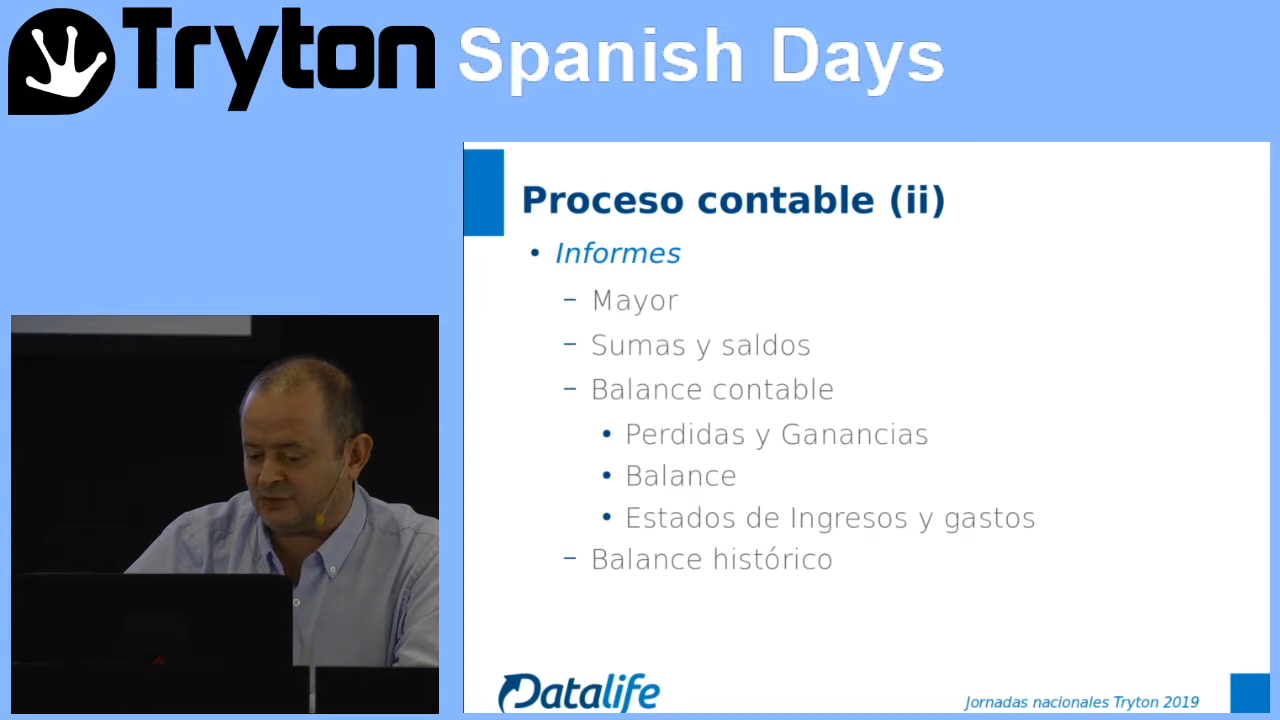 Tryton Spanish Days
Proceso contable (ii)
• Informes
– Mayor
– Sumas y saldos
– Balance contable
• Perdidas y Ganancias
• Balance
• Estados de Ingresos y gastos
– Balance histórico
Datalife
Jornadas nacionales Tryton 2019